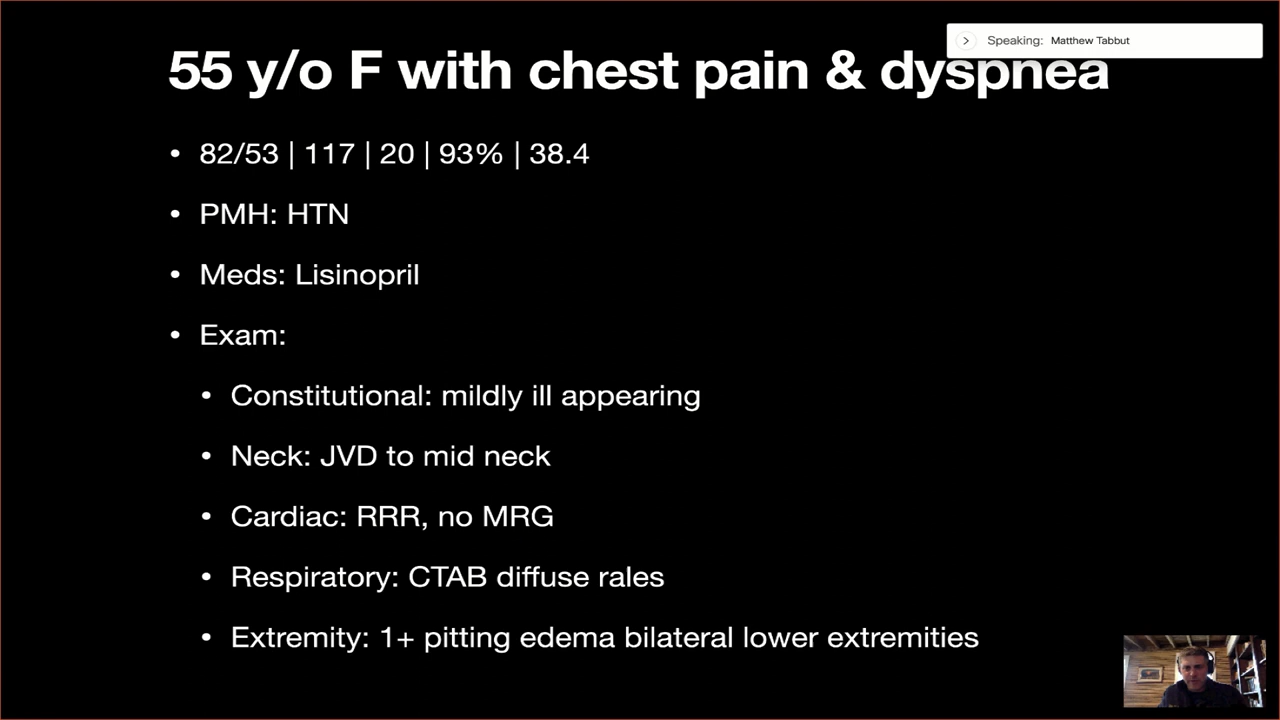 Speaking: Matthew Tabbut
55 y/o F with chest pain & dyspnea
• 82/53 | 117 | 20 | 93% | 38.4
• PMH: HTN
• Meds: Lisinopril
• Exam:
• Constitutional: mildly ill appearing
• Neck: JVD to mid neck
• Cardiac: RRR, no MRG
• Respiratory: CTAB diffuse rales
• Extremity: 1+ pitting edema bilateral lower extremities